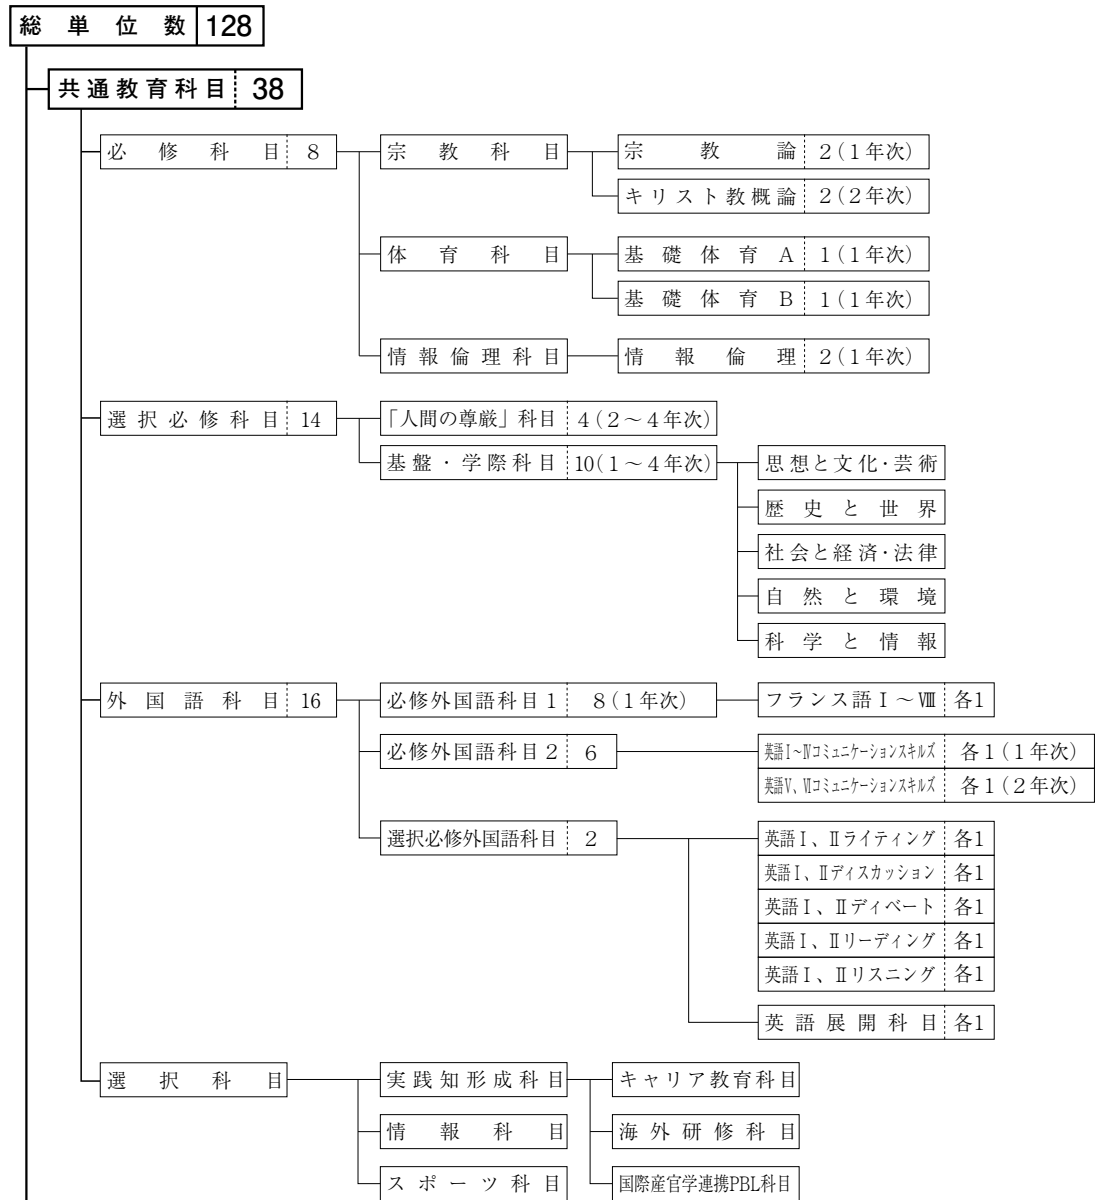 総単位数 128
共通教育科目 38
必修科目 8 宗教科目 宗教論 2(1年次)
キリスト教概論 2(2年次)
体育科目 基礎体育A 1(1年次)
基礎体育B 1(1年次)
情報倫理科目 情報倫理 2(1年次)
選択必修科目 14 「人間の尊厳」科目 4(2～4年次)
基盤・学際科目 10(1～4年次) 思想と文化・芸術
歴史と世界
社会と経済・法律
自然と環境
科学と情報
外国語科目 16 必修外国語科目1 8(1年次) フランス語Ⅰ～Ⅷ 各1
必修外国語科目2 6 英語Ⅰ～Ⅳコミュニケーションスキルズ 各1(1年次)
英語Ⅴ、Ⅵコミュニケーションスキルズ 各1(2年次)
選択必修外国語科目 2 英語Ⅰ、Ⅱライティング 各1
英語Ⅰ、Ⅱディスカッション 各1
英語Ⅰ、Ⅱディベート 各1
英語Ⅰ、Ⅱリーディング 各1
英語Ⅰ、Ⅱリスニング 各1
英語展開科目 各1
選択科目 実践知形成科目 キャリア教育科目
情報科目 海外研修科目
スポーツ科目 国際産官学連携PBL科目